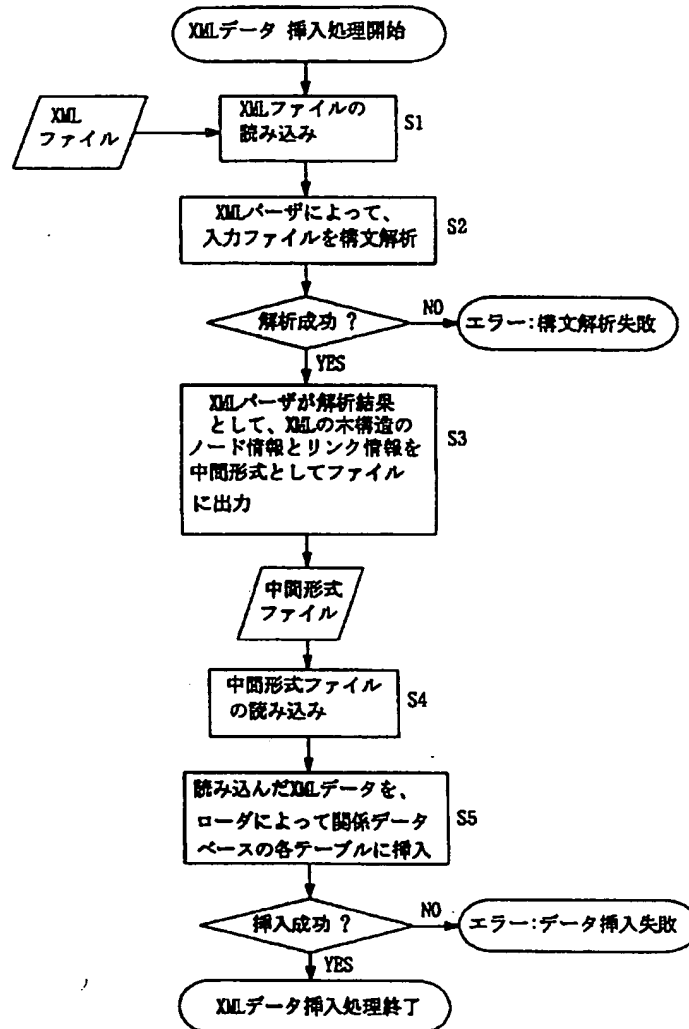 XMLデータ 挿入処理開始
XML
ファイル
XMLファイルの
読み込み
S1
XMLパーザによって、
入力ファイルを構文解析
S2
解析成功 ?
NO
エラー:構文解析失敗
YES
XMLパーザが解析結果
として、XMLの木構造の
ノード情報とリンク情報を
中間形式としてファイル
に出力
S3
中間形式
ファイル
中間形式ファイル
の読み込み
S4
読み込んだXMLデータを、
ローダによって関係データ
ベースの各テーブルに挿入
S5
挿入成功 ?
NO
エラー:データ挿入失敗
YES
XMLデータ挿入処理終了